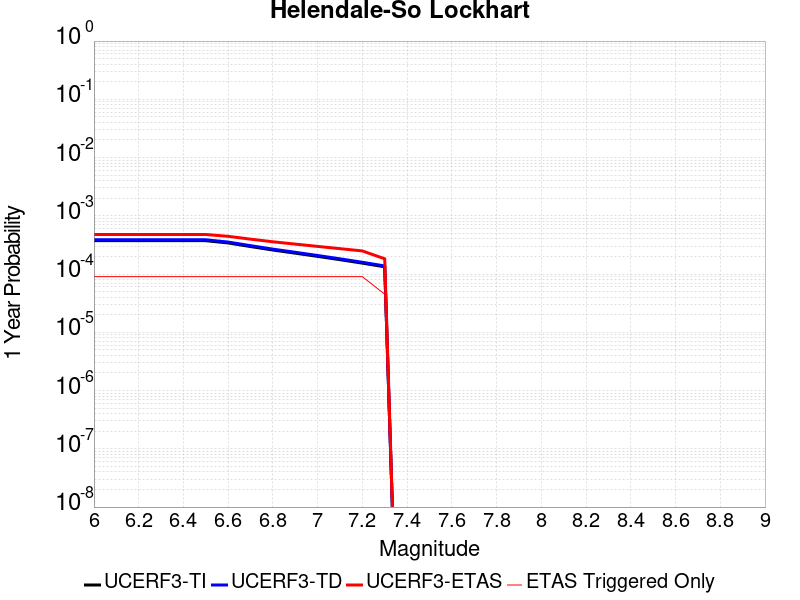 Helendale-So Lockhart
10^0
10^-1
10^-2
10^-3
10^-4
10^-5
10^-6
10^-7
10^-8
1 Year Probability
6 6.2 6.4 6.6 6.8 7 7.2 7.4 7.6 7.8 8 8.2 8.4 8.6 8.8 9
Magnitude
UCERF3-TI UCERF3-TD UCERF3-ETAS ETAS Triggered Only